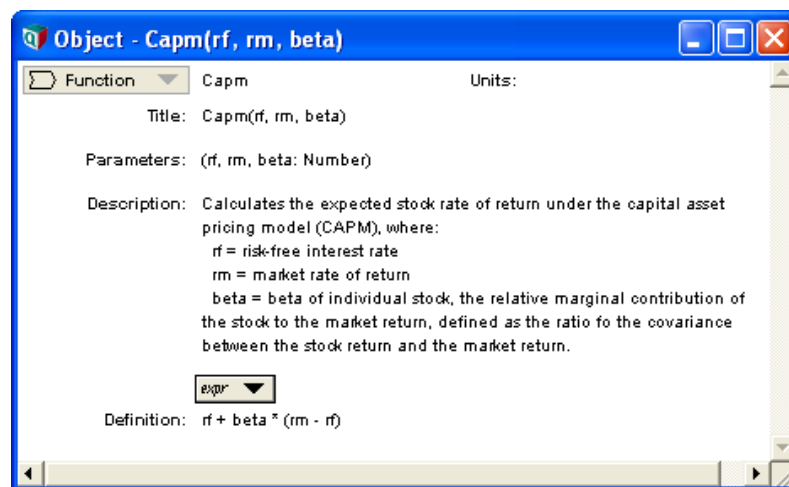 Object - Capm(rf, rm, beta)
Function Capm Units:
Title: Capm(rf, rm, beta)
Parameters: (rf, rm, beta: Number)
Description: Calculates the expected stock rate of return under the capital asset
pricing model (CAPM), where:
rf = risk-free interest rate
rm = market rate of return
beta = beta of individual stock, the relative marginal contribution of
the stock to the market return, defined as the ratio fo the covariance
between the stock return and the market return.
expr
Definition: rf + beta * (rm - rf)